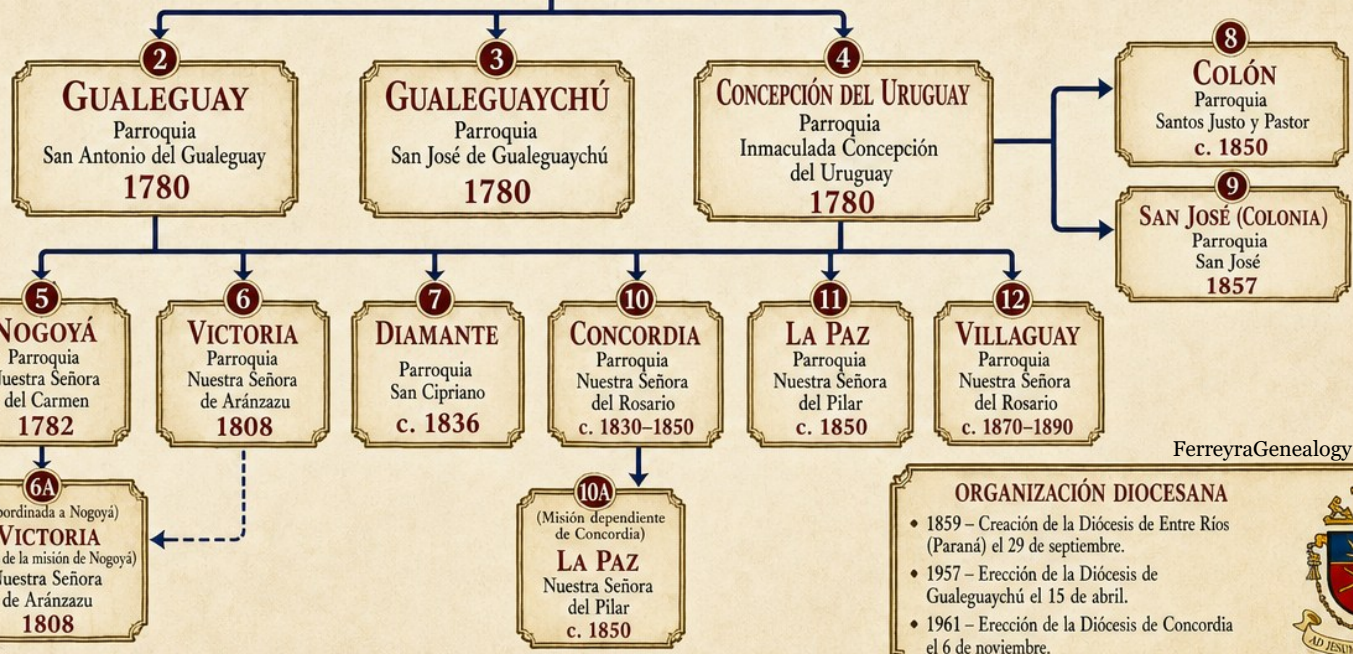 2
GUALEGUAY
Parroquia
San Antonio del Gualeguay
1780
3
GUALEGUAYCHÚ
Parroquia
San José de Gualeguaychú
1780
4
CONCEPCIÓN DEL URUGUAY
Parroquia
Inmaculada Concepción
del Uruguay
1780
8
COLÓN
Parroquia
Santos Justo y Pastor
c. 1850
9
SAN JOSÉ (COLONIA)
Parroquia
San José
1857
5
NOGOYÁ
Parroquia
Nuestra Señora
del Carmen
1782
6
VICTORIA
Parroquia
Nuestra Señora
de Aránzazu
1808
7
DIAMANTE
Parroquia
San Cipriano
c. 1836
10
CONCORDIA
Parroquia
Nuestra Señora
del Rosario
c. 1830–1850
11
LA PAZ
Parroquia
Nuestra Señora
del Pilar
c. 1850
12
VILLAGUAY
Parroquia
Nuestra Señora
del Rosario
c. 1870–1890
6A
a Nogoyá)
VICTORIA
de la misión de Nogoyá)
Nuestra Señora
de Aránzazu
1808
10A
(Misión dependiente
de Concordia)
LA PAZ
Nuestra Señora
del Pilar
c. 1850
FerreyraGenealogy
ORGANIZACIÓN DIOCESANA
• 1859 – Creación de la Diócesis de Entre Ríos
(Paraná) el 29 de septiembre.
• 1957 – Erección de la Diócesis de
Gualeguaychú el 15 de abril.
• 1961 – Erección de la Diócesis de Concordia
el 6 de noviembre.
AD